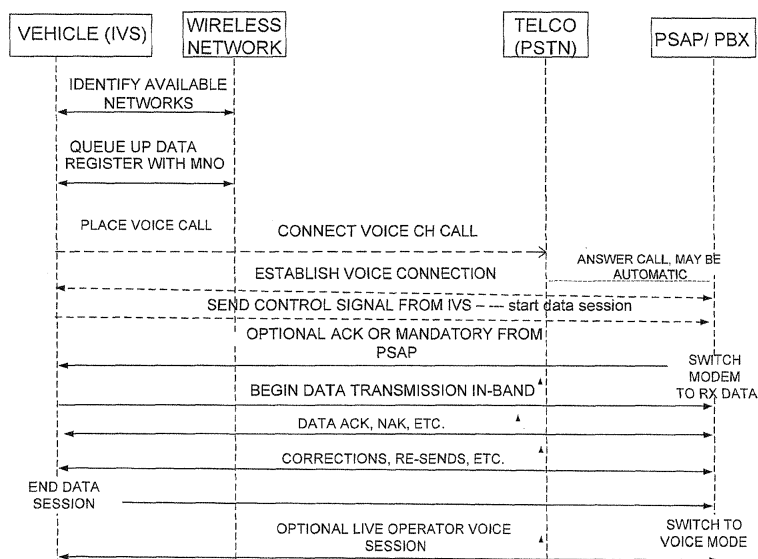 VEHICLE (IVS)
WIRELESS
NETWORK
TELCO
(PSTN)
PSAP/ PBX
IDENTIFY AVAILABLE
NETWORKS
QUEUE UP DATA
REGISTER WITH MNO
PLACE VOICE CALL
CONNECT VOICE CH CALL
ANSWER CALL, MAY BE
AUTOMATIC
ESTABLISH VOICE CONNECTION
SEND CONTROL SIGNAL FROM IVS ---- start data session
OPTIONAL ACK OR MANDATORY FROM
PSAP
SWITCH
MODEM
TO RX DATA
BEGIN DATA TRANSMISSION IN-BAND
DATA ACK, NAK, ETC.
CORRECTIONS, RE-SENDS, ETC.
END DATA
SESSION
OPTIONAL LIVE OPERATOR VOICE
SESSION
SWITCH TO
VOICE MODE